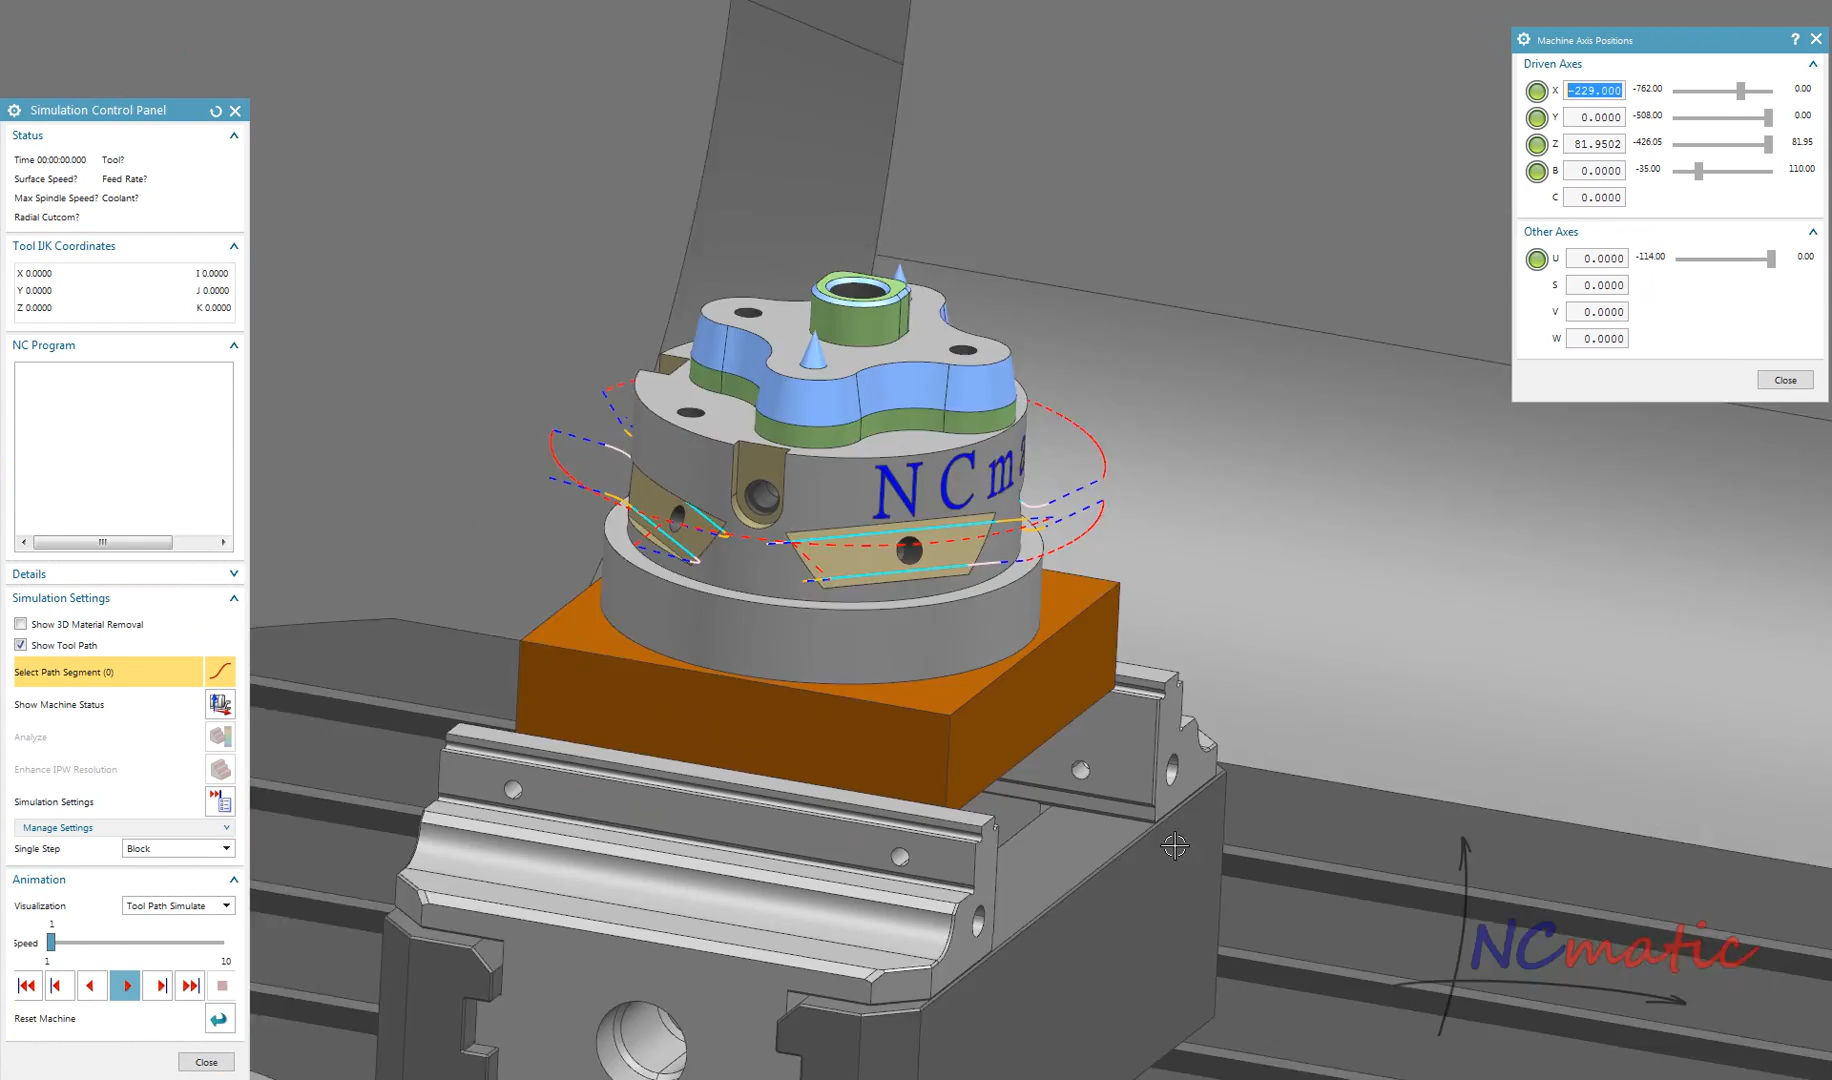 Simulation Control Panel
Status
Time 00:00:00.000 Tool?
Surface Speed? Feed Rate?
Max Spindle Speed? Coolant?
Radial Cutcom?
Tool IJK Coordinates
X 0.0000 I 0.0000
Y 0.0000 J 0.0000
Z 0.0000 K 0.0000
NC Program
Details
Simulation Settings
Show 3D Material Removal
Show Tool Path
Select Path Segment (0)
Show Machine Status
Analyze
Enhance IPW Resolution
Simulation Settings
Manage Settings
Single Step Block
Animation
Visualization Tool Path Simulate
1
Speed
1 10
Reset Machine
Close
NCm
Machine Axis Positions ?
Driven Axes
X -229.000 -762.00 0.00
Y 0.0000 -508.00 0.00
Z 81.9502 -426.05 81.95
B 0.0000 -35.00 110.00
C 0.0000
Other Axes
U 0.0000 -114.00 0.00
S 0.0000
V 0.0000
W 0.0000
Close
NCmatic